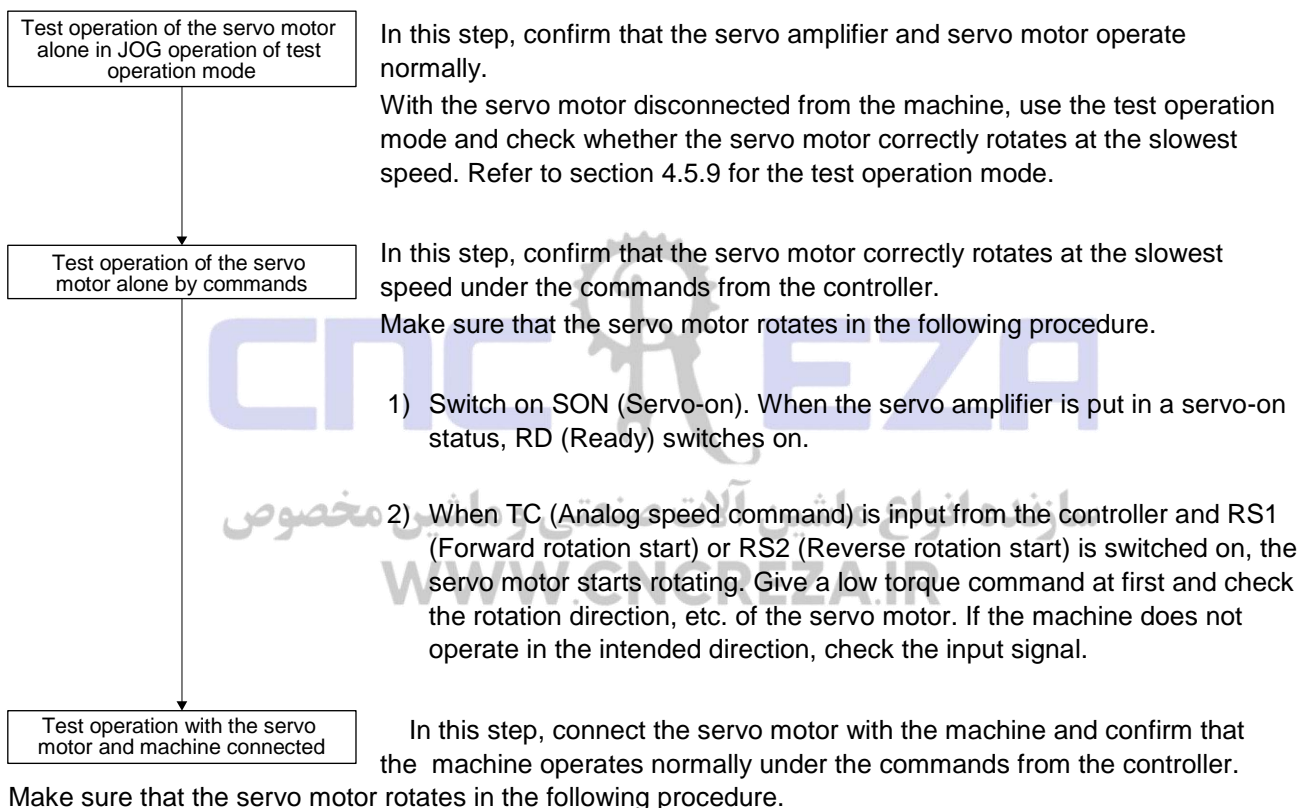 Test operation of the servo motor
alone in JOG operation of test
operation mode
In this step, confirm that the servo amplifier and servo motor operate
normally.
With the servo motor disconnected from the machine, use the test operation
mode and check whether the servo motor correctly rotates at the slowest
speed. Refer to section 4.5.9 for the test operation mode.
Test operation of the servo
motor alone by commands
In this step, confirm that the servo motor correctly rotates at the slowest
speed under the commands from the controller.
Make sure that the servo motor rotates in the following procedure.
CNC REZA
1) Switch on SON (Servo-on). When the servo amplifier is put in a servo-on
status, RD (Ready) switches on.
سازنده انواع ماشین آلات صنعتی و ماشین مخصوص
2) When TC (Analog speed command) is input from the controller and RS1
(Forward rotation start) or RS2 (Reverse rotation start) is switched on, the
servo motor starts rotating. Give a low torque command at first and check
WWW.CNCREZA.IR
the rotation direction, etc. of the servo motor. If the machine does not
operate in the intended direction, check the input signal.
Test operation with the servo
motor and machine connected
In this step, connect the servo motor with the machine and confirm that
the machine operates normally under the commands from the controller.
Make sure that the servo motor rotates in the following procedure.